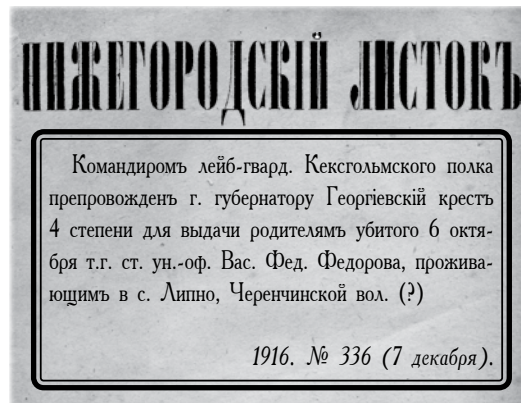 НИЖЕГОРОДСКІЙ ЛИСТОКЪ
Командиромъ лейб-гвард. Кексгольмского полка
препровожденъ г. губернатору Георгіевскій крестъ
4 степени для выдачи родителямъ убитого 6 октя-
бря т.г. ст. ун.-оф. Вас. Фед. Федорова, прожива-
ющимъ в с. Липно, Черенчинской вол. (?)
1916. № 336 (7 декабря).